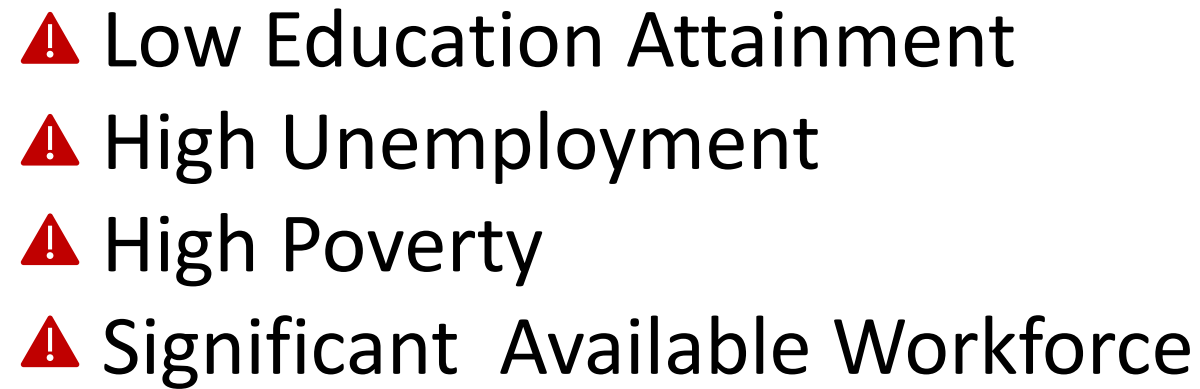 Low Education Attainment
High Unemployment
High Poverty
Significant  Available Workforce